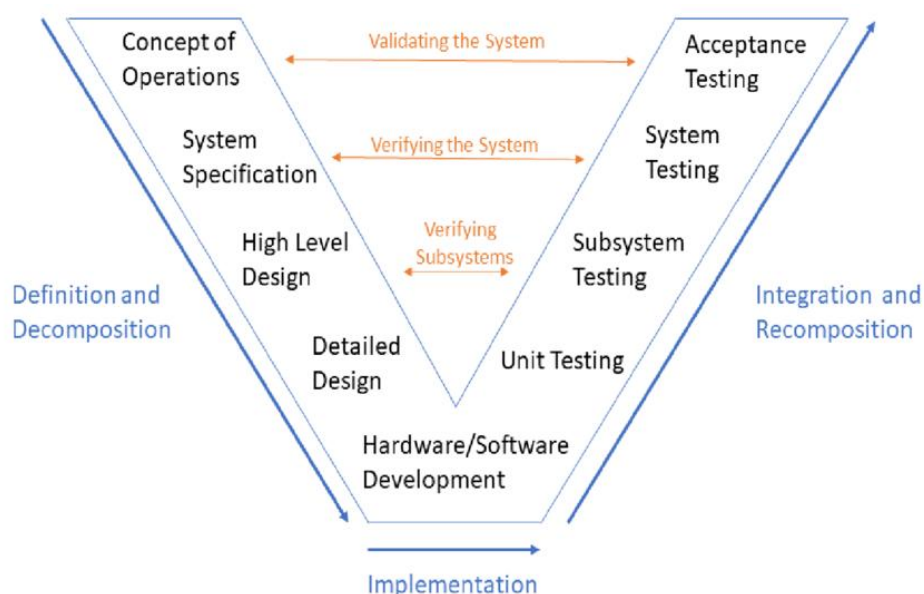 Concept of
Operations
Validating the System
Acceptance
Testing
System
Specification
Verifying the System
System
Testing
High Level
Design
Verifying
Subsystems
Subsystem
Testing
Definition and
Decomposition
Integration and
Recomposition
Detailed
Design
Unit Testing
Hardware/Software
Development
Implementation